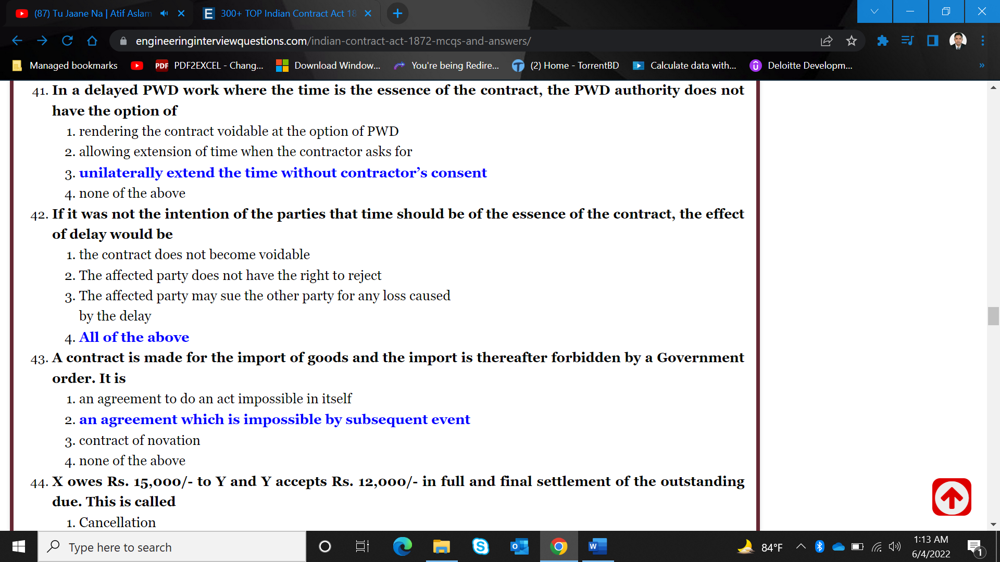 (87) Tu Jaane Na | Atif Aslam
E 300+ TOP Indian Contract Act 18
engineeringinterviewquestions.com/indian-contract-act-1872-mcqs-and-answers/
Managed bookmarks
PDF PDF2EXCEL - Chang...
Download Window...
You're being Redire...
(2) Home - TorrentBD
Calculate data with...
Deloitte Developm...
»
41. In a delayed PWD work where the time is the essence of the contract, the PWD authority does not
have the option of
1. rendering the contract voidable at the option of PWD
2. allowing extension of time when the contractor asks for
3. unilaterally extend the time without contractor’s consent
4. none of the above
42. If it was not the intention of the parties that time should be of the essence of the contract, the effect
of delay would be
1. the contract does not become voidable
2. The affected party does not have the right to reject
3. The affected party may sue the other party for any loss caused
by the delay
4. All of the above
43. A contract is made for the import of goods and the import is thereafter forbidden by a Government
order. It is
1. an agreement to do an act impossible in itself
2. an agreement which is impossible by subsequent event
3. contract of novation
4. none of the above
44. X owes Rs. 15,000/- to Y and Y accepts Rs. 12,000/- in full and final settlement of the outstanding
due. This is called
1. Cancellation
Type here to search
84°F
1:13 AM
6/4/2022
1